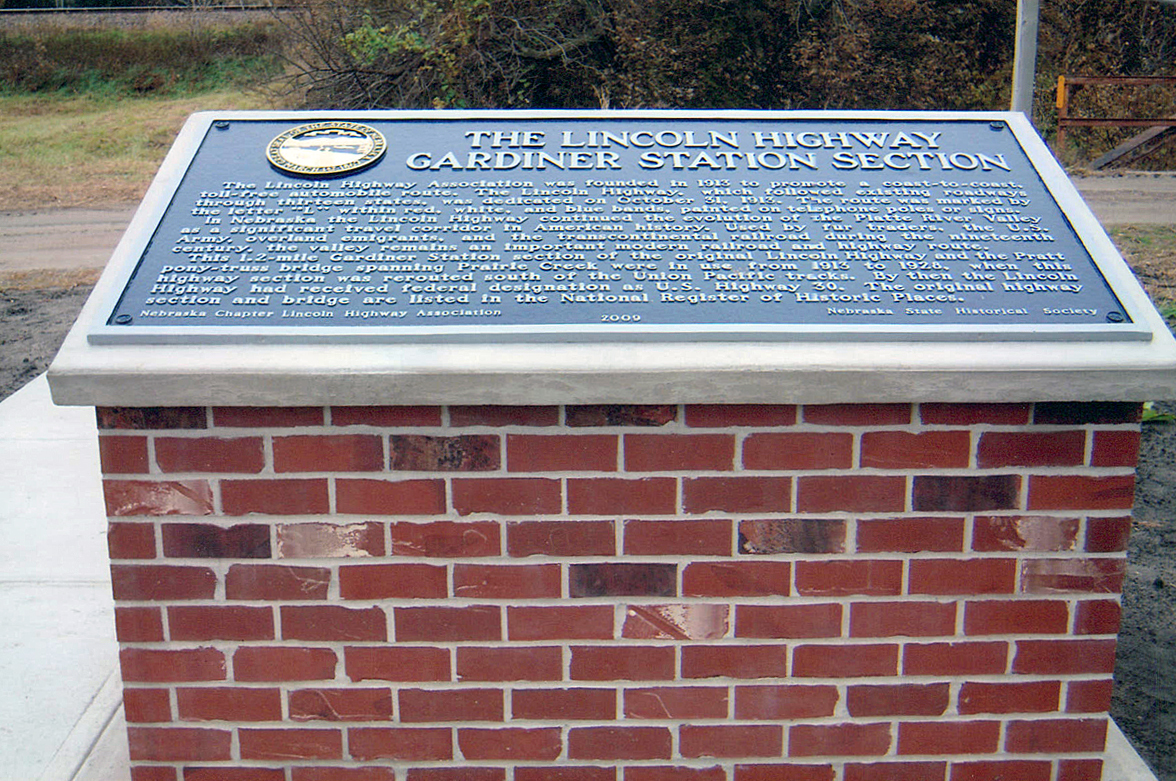 THE LINCOLN HIGHWAY
GARDINER STATION SECTION
The Lincoln Highway Association was founded in 1913 to promote a coast-to-coast,
toll-free automobile route. The Lincoln Highway, which followed existing roadways
through thirteen states, was dedicated on October 31, 1913. The route was marked by
the letter "L" within red, white, and blue bands, painted on telephone poles or signs.
In Nebraska the Lincoln Highway continued the evolution of the Platte River Valley
as a significant travel corridor in American history. Used by fur traders, the U.S.
Army, overland emigrants, and the transcontinental railroad during the nineteenth
century, the valley remains an important modern railroad and highway route.
This 1.2-mile Gardiner Station section of the original Lincoln Highway and the Pratt
pony-truss bridge spanning Prairie Creek were in use from 1914 to 1928, when this
highway section was rerouted south of the Union Pacific tracks. By then the Lincoln
Highway had received federal designation as U.S. Highway 30. The original highway
section and bridge are listed in the National Register of Historic Places.
Nebraska Chapter Lincoln Highway Association 2009 Nebraska State Historical Society